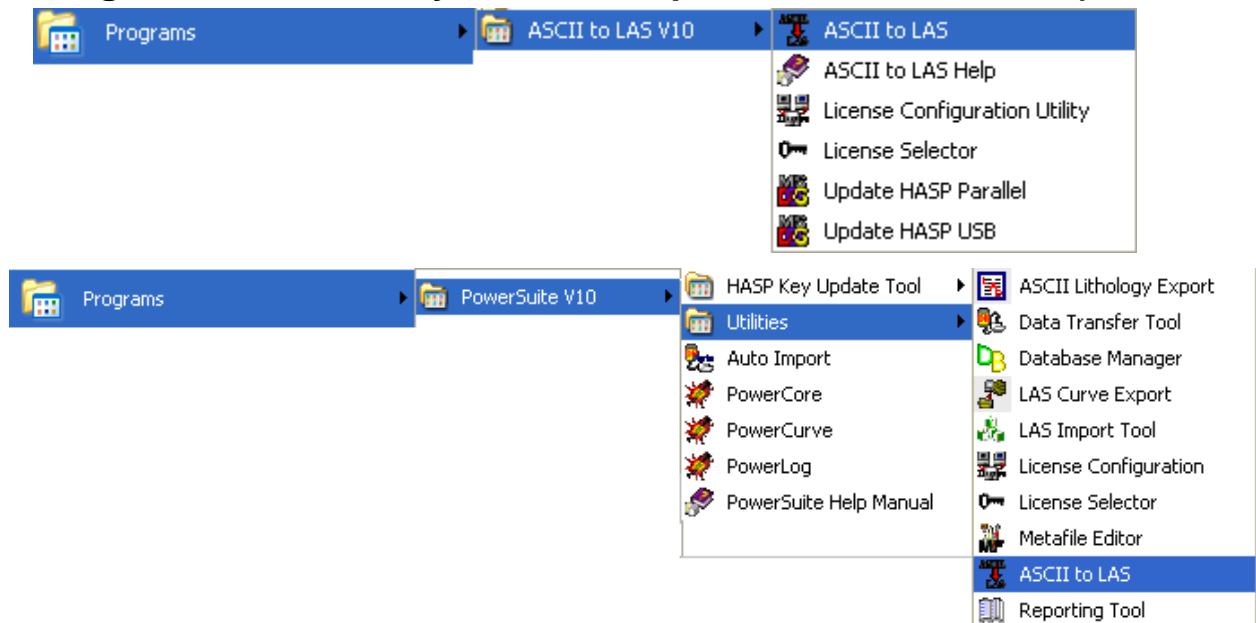 Programs
ASCII to LAS V10
ASCII to LAS
ASCII to LAS Help
License Configuration Utility
License Selector
Update HASP Parallel
Update HASP USB
Programs
PowerSuite V10
HASP Key Update Tool
Utilities
Auto Import
PowerCore
PowerCurve
PowerLog
PowerSuite Help Manual
ASCII Lithology Export
Data Transfer Tool
Database Manager
LAS Curve Export
LAS Import Tool
License Configuration
License Selector
Metafile Editor
ASCII to LAS
Reporting Tool